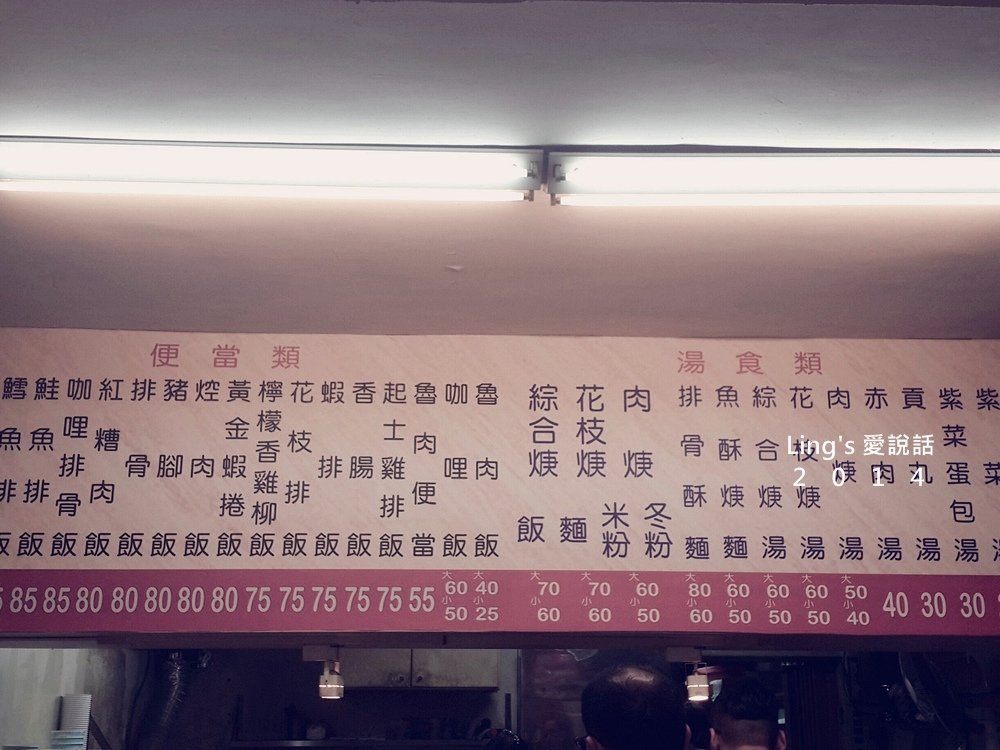 便當類
鱈魚排飯
鮭魚排飯 85
咖哩排骨飯 85
紅糟肉飯 80
排骨飯 80
豬腳飯 80
焢肉飯 80
黃金蝦捲飯 80
檸檬香雞柳飯 75
花枝排飯 75
蝦排飯 75
香腸飯 75
起士雞排飯 75
魯肉便當 55
咖哩飯 大60 小50
魯肉飯 大40 小25
湯食類
綜合焿 大70 小60
花枝焿 大70 小60
肉焿 大60 小50
飯 麵 米粉 冬粉
排骨酥麵 大80 小60
魚酥焿麵 大60 小50
綜合焿湯 大60 小50
花枝焿湯 大60 小50
肉焿湯 大50 小40
赤肉湯 40
貢丸湯 30
紫菜蛋包湯 30
紫菜
Ling's 愛說話
2014